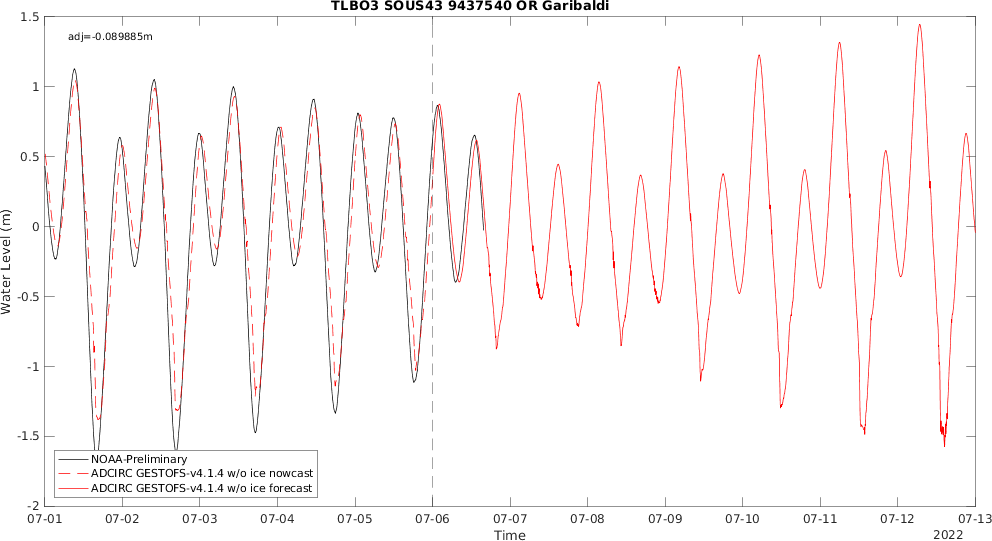 TLBO3 SOUS43 9437540 OR Garibaldi
adj=-0.089885m
1.5
1
0.5
0
-0.5
-1
-1.5
-2
Water Level (m)
NOAA-Preliminary
ADCIRC GESTOFS-v4.1.4 w/o ice nowcast
ADCIRC GESTOFS-v4.1.4 w/o ice forecast
07-01 07-02 07-03 07-04 07-05 07-06 07-07 07-08 07-09 07-10 07-11 07-12 07-13
Time
2022